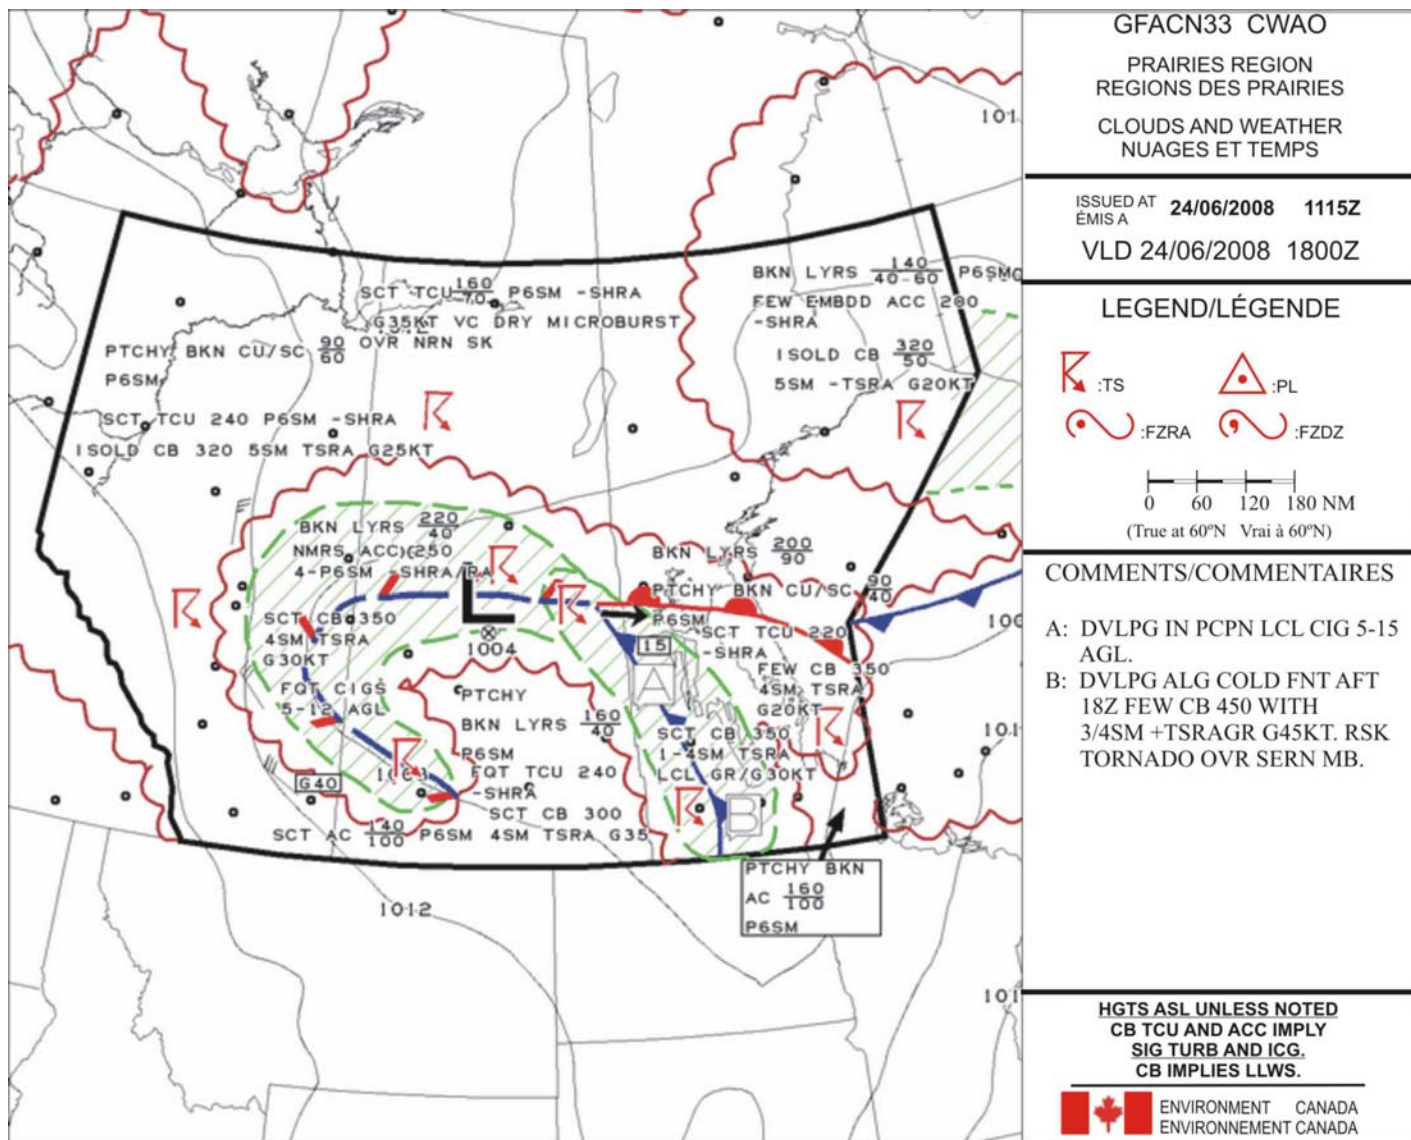 GFACN33 CWAO
PRAIRIES REGION
REGIONS DES PRAIRIES
CLOUDS AND WEATHER
NUAGES ET TEMPS
ISSUED AT 24/06/2008 1115Z
ÉMIS A
VLD 24/06/2008 1800Z
LEGEND/LÉGENDE
:TS :PL
:FZRA :FZDZ
0 60 120 180 NM
(True at 60ºN Vrai à 60ºN)
COMMENTS/COMMENTAIRES
A: DVLPG IN PCPN LCL CIG 5-15
AGL.
B: DVLPG ALG COLD FNT AFT
18Z FEW CB 450 WITH
3/4SM +TSRAGR G45KT. RSK
TORNADO OVR SERN MB.
HGTS ASL UNLESS NOTED
CB TCU AND ACC IMPLY
SIG TURB AND ICG.
CB IMPLIES LLWS.
ENVIRONMENT CANADA
ENVIRONNEMENT CANADA
SCT TCU 160/70 P6SM -SHRA
G35KT VC DRY MICROBURST
OVR NRN SK
PTCHY BKN CU/SC 90/60
P6SM
SCT TCU 240 P6SM -SHRA
ISOLD CB 320 5SM TSRA G25KT
BKN LYRS 140/40-60 P6SM
FEW EMBDD ACC 200
-SHRA
ISOLD CB 320/50
5SM -TSRA G20KT
BKN LYRS 220/40
NMRS ACC 250
4-P6SM -SHRA/RA
SCT CB 350
4SM TSRA
G30KT
FQT CIGS
5-12 AGL
G40
L
1004
BKN LYRS 200/90
PTCHY BKN CU/SC 90/40
P6SM
15
SCT TCU 220
-SHRA
FEW CB 350
4SM TSRA
G20KT
A
SCT CB 350
1-4SM TSRA
LCL GR/G30KT
B
PTCHY
BKN LYRS 160/40
P6SM
FQT TCU 240
-SHRA
SCT CB 300
4SM TSRA G35
SCT AC 140/100 P6SM
PTCHY BKN
AC 160/100
P6SM
1012